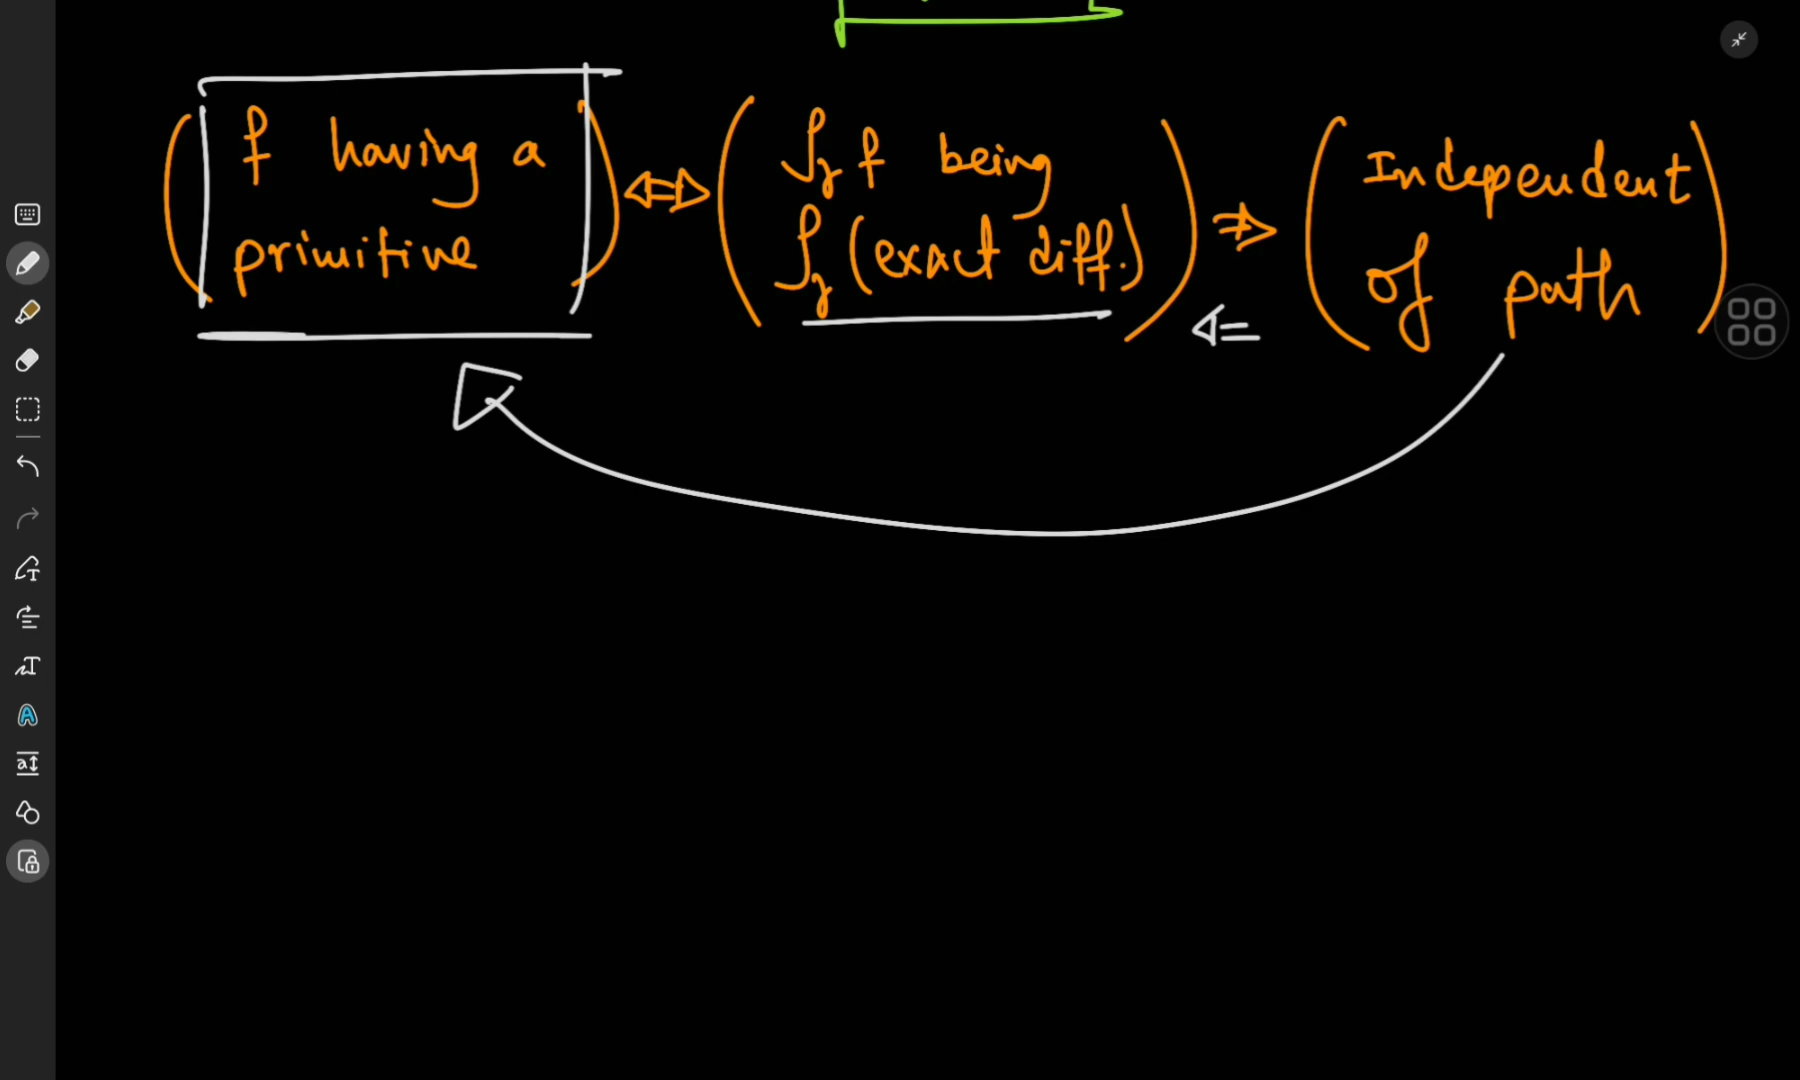 ( f having a primitive ) ⇔ ( ∫γ f being ∫γ (exact diff.) ) ⇒ ( Independent of path )
⇐